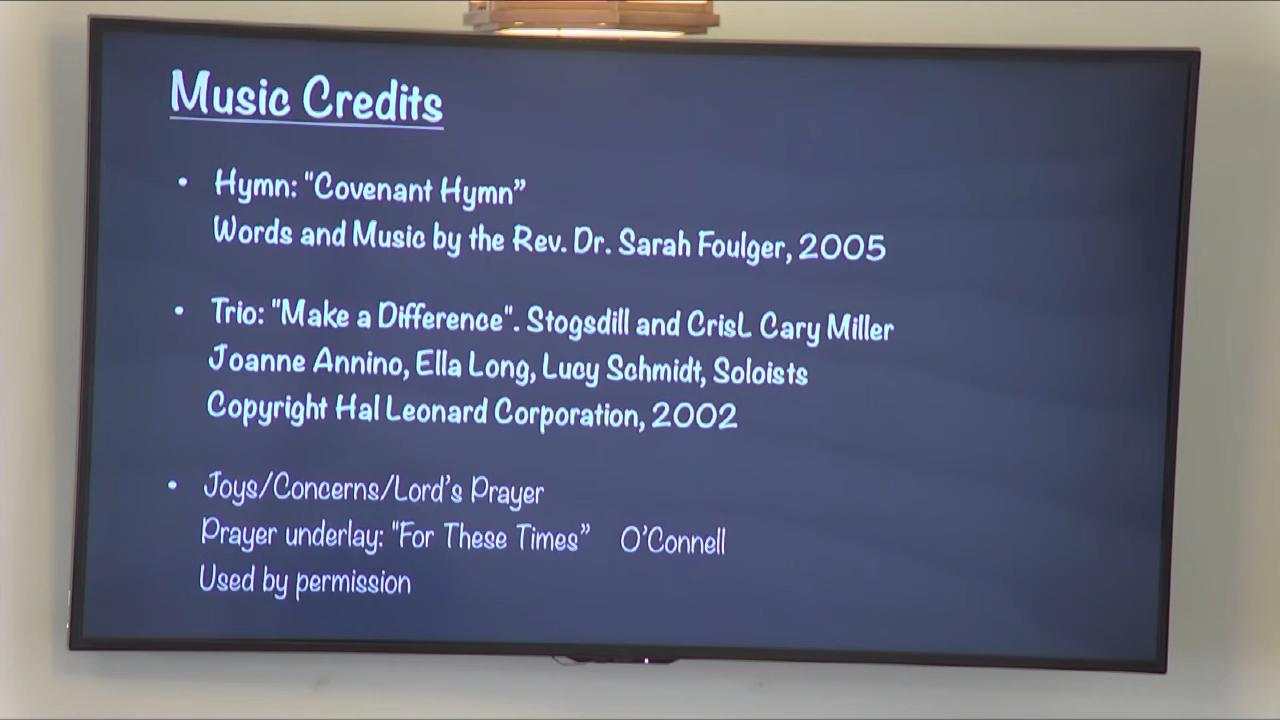 Music Credits
• Hymn: "Covenant Hymn”
Words and Music by the Rev. Dr. Sarah Foulger, 2005
• Trio: "Make a Difference". Stogsdill and CrisL Cary Miller
Joanne Annino, Ella Long, Lucy Schmidt, Soloists
Copyright Hal Leonard Corporation, 2002
• Joys/Concerns/Lord’s Prayer
Prayer underlay: "For These Times” O’Connell
Used by permission